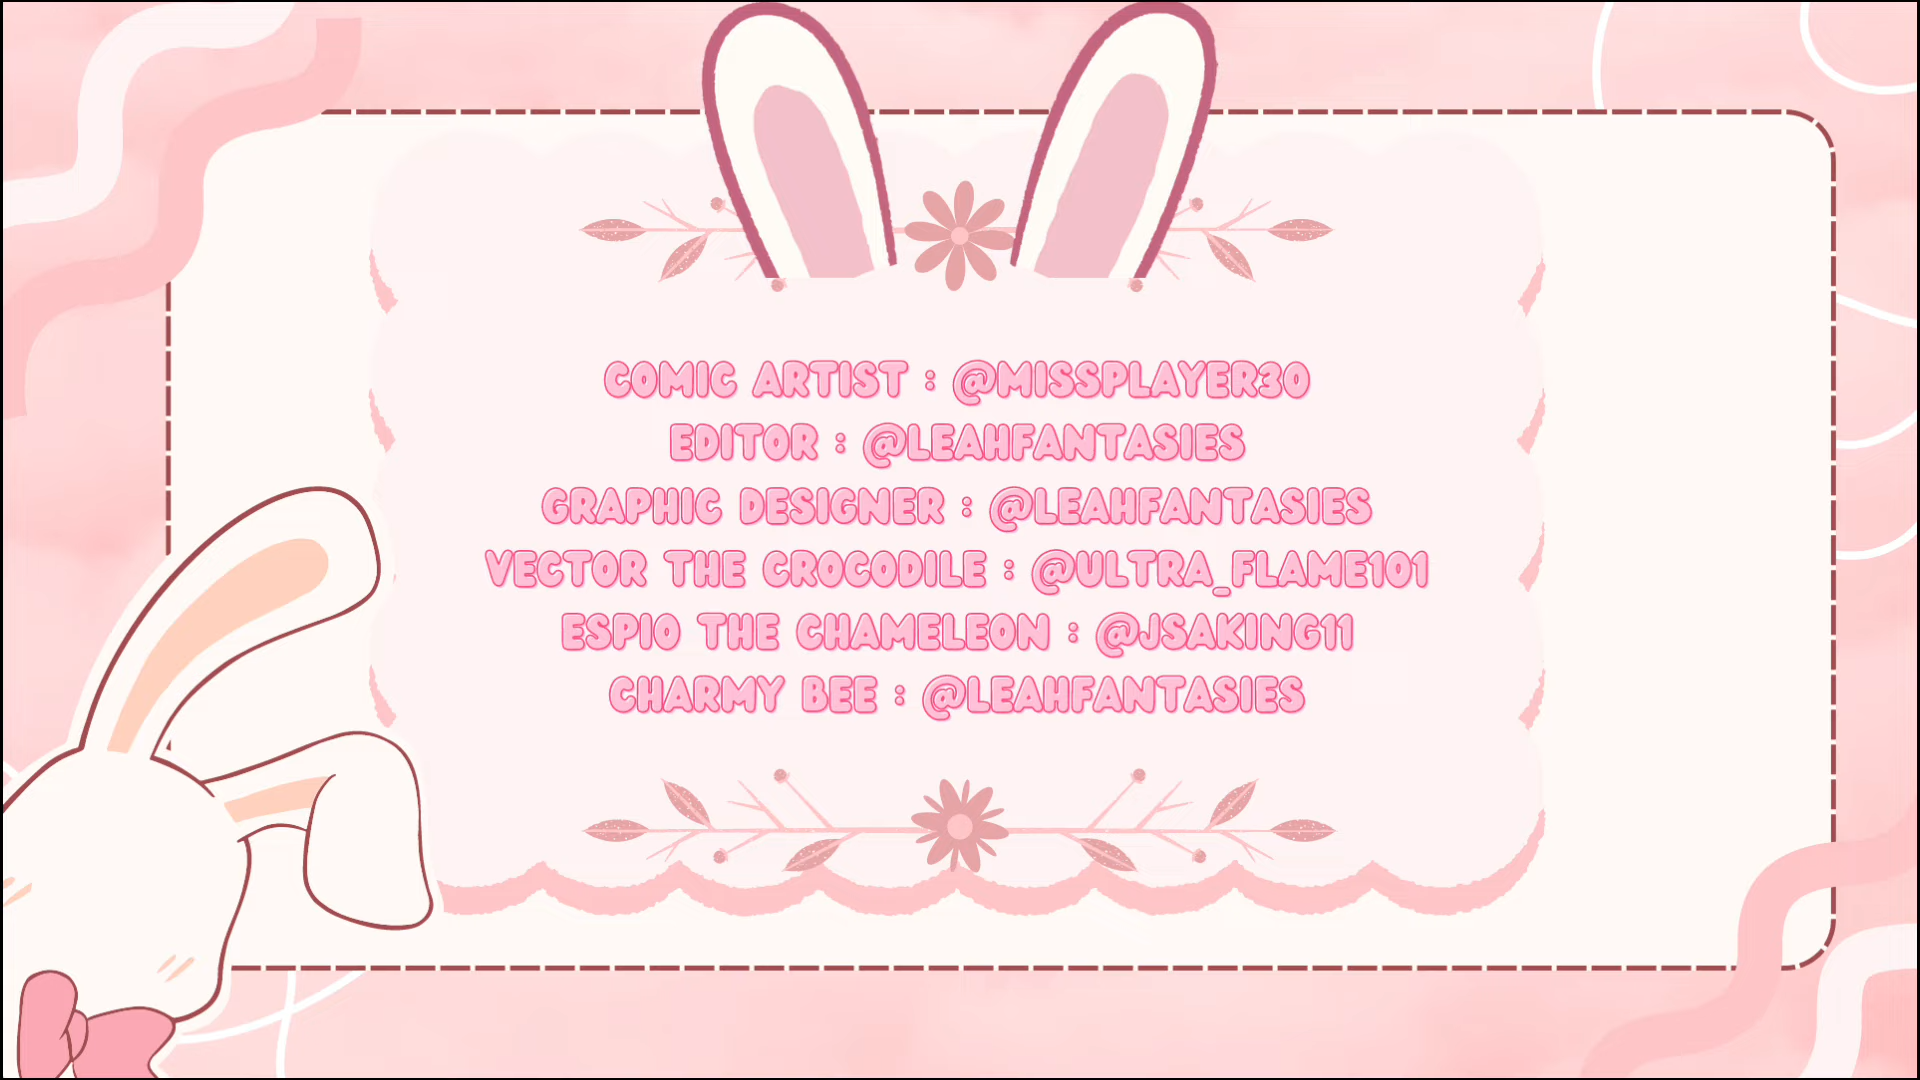 COMIC ARTIST : @MISSPLAYER30
EDITOR : @LEAHFANTASIES
GRAPHIC DESIGNER : @LEAHFANTASIES
VECTOR THE CROCODILE : @ULTRA_FLAME101
ESPIO THE CHAMELEON : @JSAKING11
CHARMY BEE : @LEAHFANTASIES